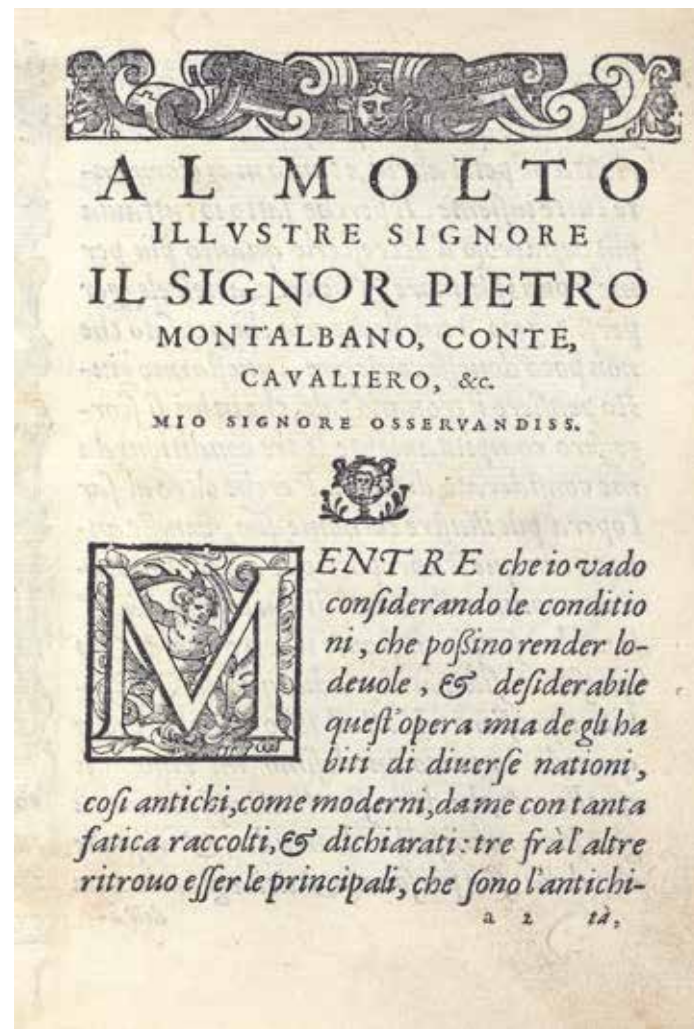 AL MOLTO
ILLVSTRE SIGNORE
IL SIGNOR PIETRO
MONTALBANO, CONTE,
CAVALIERO, &c.
MIO SIGNORE OSSERVANDISS.
MENTRE che io vado
conſiderando le conditio
ni, che poßino render lo-
deuole, & deſiderabile
queſt'opera mia de gli ha
biti di diuerſe nationi,
coſi antichi, come moderni, da me con tanta
fatica raccolti, & dichiarati: tre frà l'altre
ritrouo eſſer le principali, che ſono l'antichi-
a 2 tà,